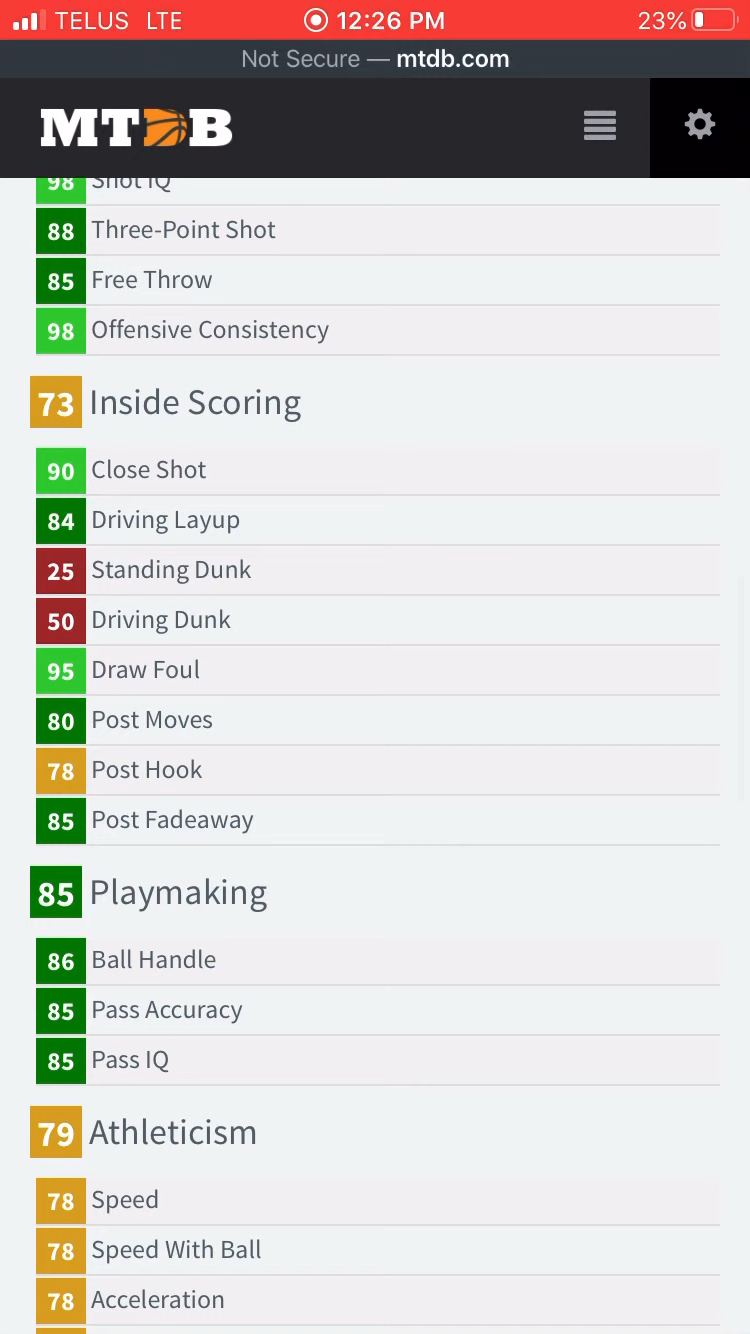 TELUS LTE 12:26 PM 23%
Not Secure — mtdb.com
MTDB
98 Shot IQ
88 Three-Point Shot
85 Free Throw
98 Offensive Consistency
73 Inside Scoring
90 Close Shot
84 Driving Layup
25 Standing Dunk
50 Driving Dunk
95 Draw Foul
80 Post Moves
78 Post Hook
85 Post Fadeaway
85 Playmaking
86 Ball Handle
85 Pass Accuracy
85 Pass IQ
79 Athleticism
78 Speed
78 Speed With Ball
78 Acceleration